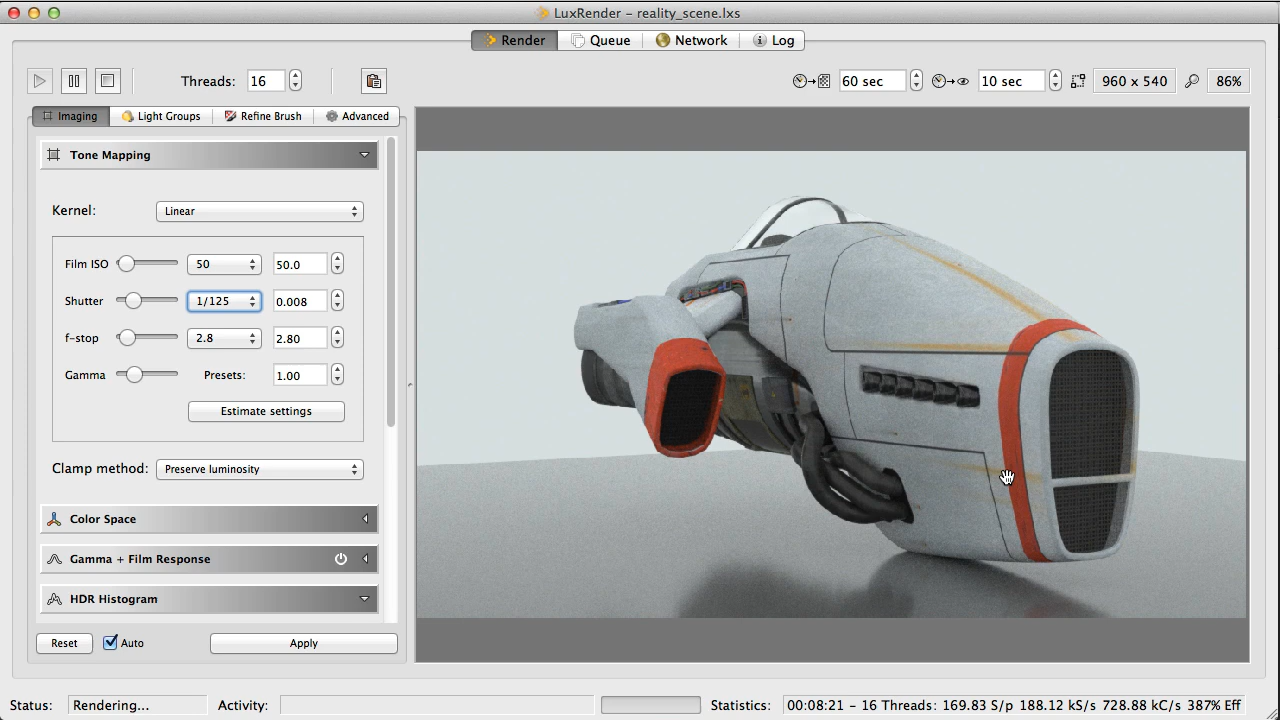 LuxRender – reality_scene.lxs
Render Queue Network Log
Threads: 16 60 sec 10 sec 960 x 540 86%
Imaging Light Groups Refine Brush Advanced
Tone Mapping
Kernel: Linear
Film ISO 50 50.0
Shutter 1/125 0.008
f-stop 2.8 2.80
Gamma Presets: 1.00
Estimate settings
Clamp method: Preserve luminosity
Color Space
Gamma + Film Response
HDR Histogram
Reset Auto Apply
Status: Rendering... Activity: Statistics: 00:08:21 - 16 Threads: 169.83 S/p 188.12 kS/s 728.88 kC/s 387% Eff